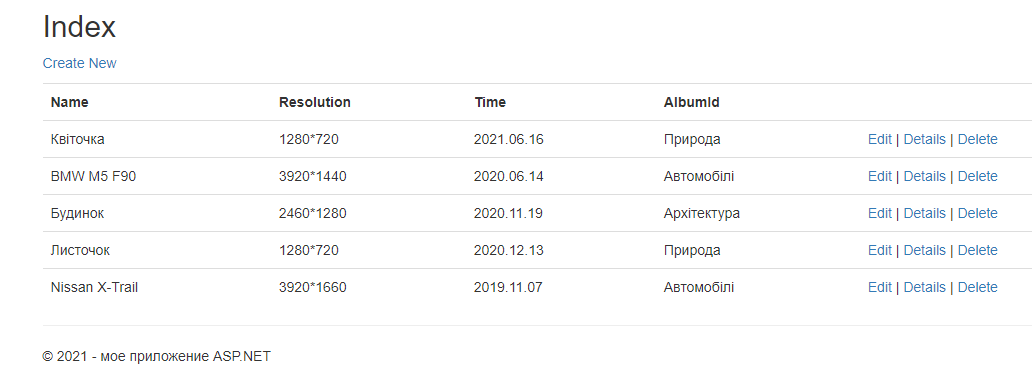 Index
Create New
Name Resolution Time AlbumId
Квіточка 1280*720 2021.06.16 Природа Edit | Details | Delete
BMW M5 F90 3920*1440 2020.06.14 Автомобілі Edit | Details | Delete
Будинок 2460*1280 2020.11.19 Архітектура Edit | Details | Delete
Листочок 1280*720 2020.12.13 Природа Edit | Details | Delete
Nissan X-Trail 3920*1660 2019.11.07 Автомобілі Edit | Details | Delete
© 2021 - мое приложение ASP.NET